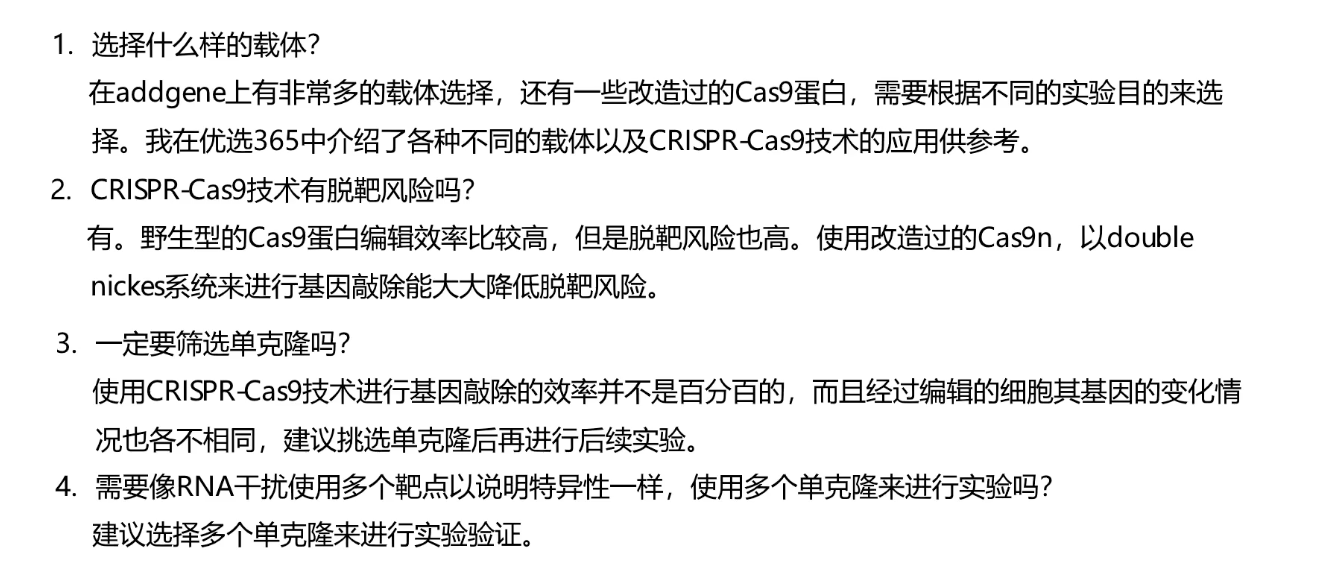 1. 选择什么样的载体？
在addgene上有非常多的载体选择，还有一些改造过的Cas9蛋白，需要根据不同的实验目的来选
择。我在优选365中介绍了各种不同的载体以及CRISPR-Cas9技术的应用供参考。
2. CRISPR-Cas9技术有脱靶风险吗？
有。野生型的Cas9蛋白编辑效率比较高，但是脱靶风险也高。使用改造过的Cas9n，以double
nickes系统来进行基因敲除能大大降低脱靶风险。
3. 一定要筛选单克隆吗？
使用CRISPR-Cas9技术进行基因敲除的效率并不是百分百的，而且经过编辑的细胞其基因的变化情
况也各不相同，建议挑选单克隆后再进行后续实验。
4. 需要像RNA干扰使用多个靶点以说明特异性一样，使用多个单克隆来进行实验吗？
建议选择多个单克隆来进行实验验证。